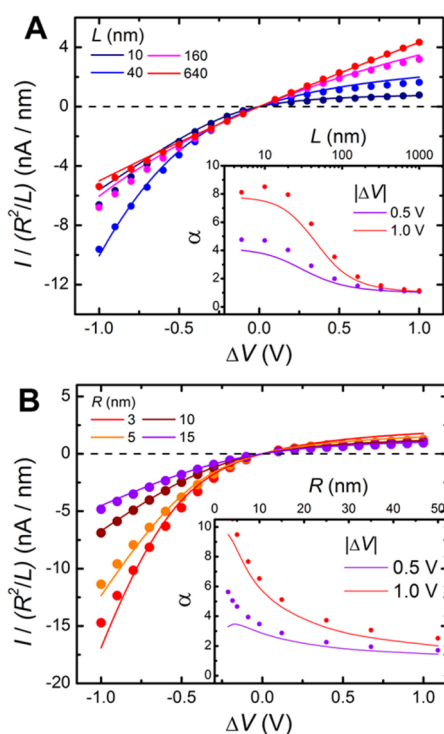 A
L (nm)
10 160
40 640
4
0
-4
-8
-12
I / (R²/L) (nA / nm)
-1.0 -0.5 0.0 0.5 1.0
ΔV (V)
L (nm)
10 100 1000
10
8
6
4
2
0
α
|ΔV|
0.5 V
1.0 V
B
R (nm)
3 10
5 15
5
0
-5
-10
-15
-20
I / (R²/L) (nA / nm)
-1.0 -0.5 0.0 0.5 1.0
ΔV (V)
R (nm)
0 10 20 30 40 50
10
8
6
4
2
0
α
|ΔV|
0.5 V
1.0 V